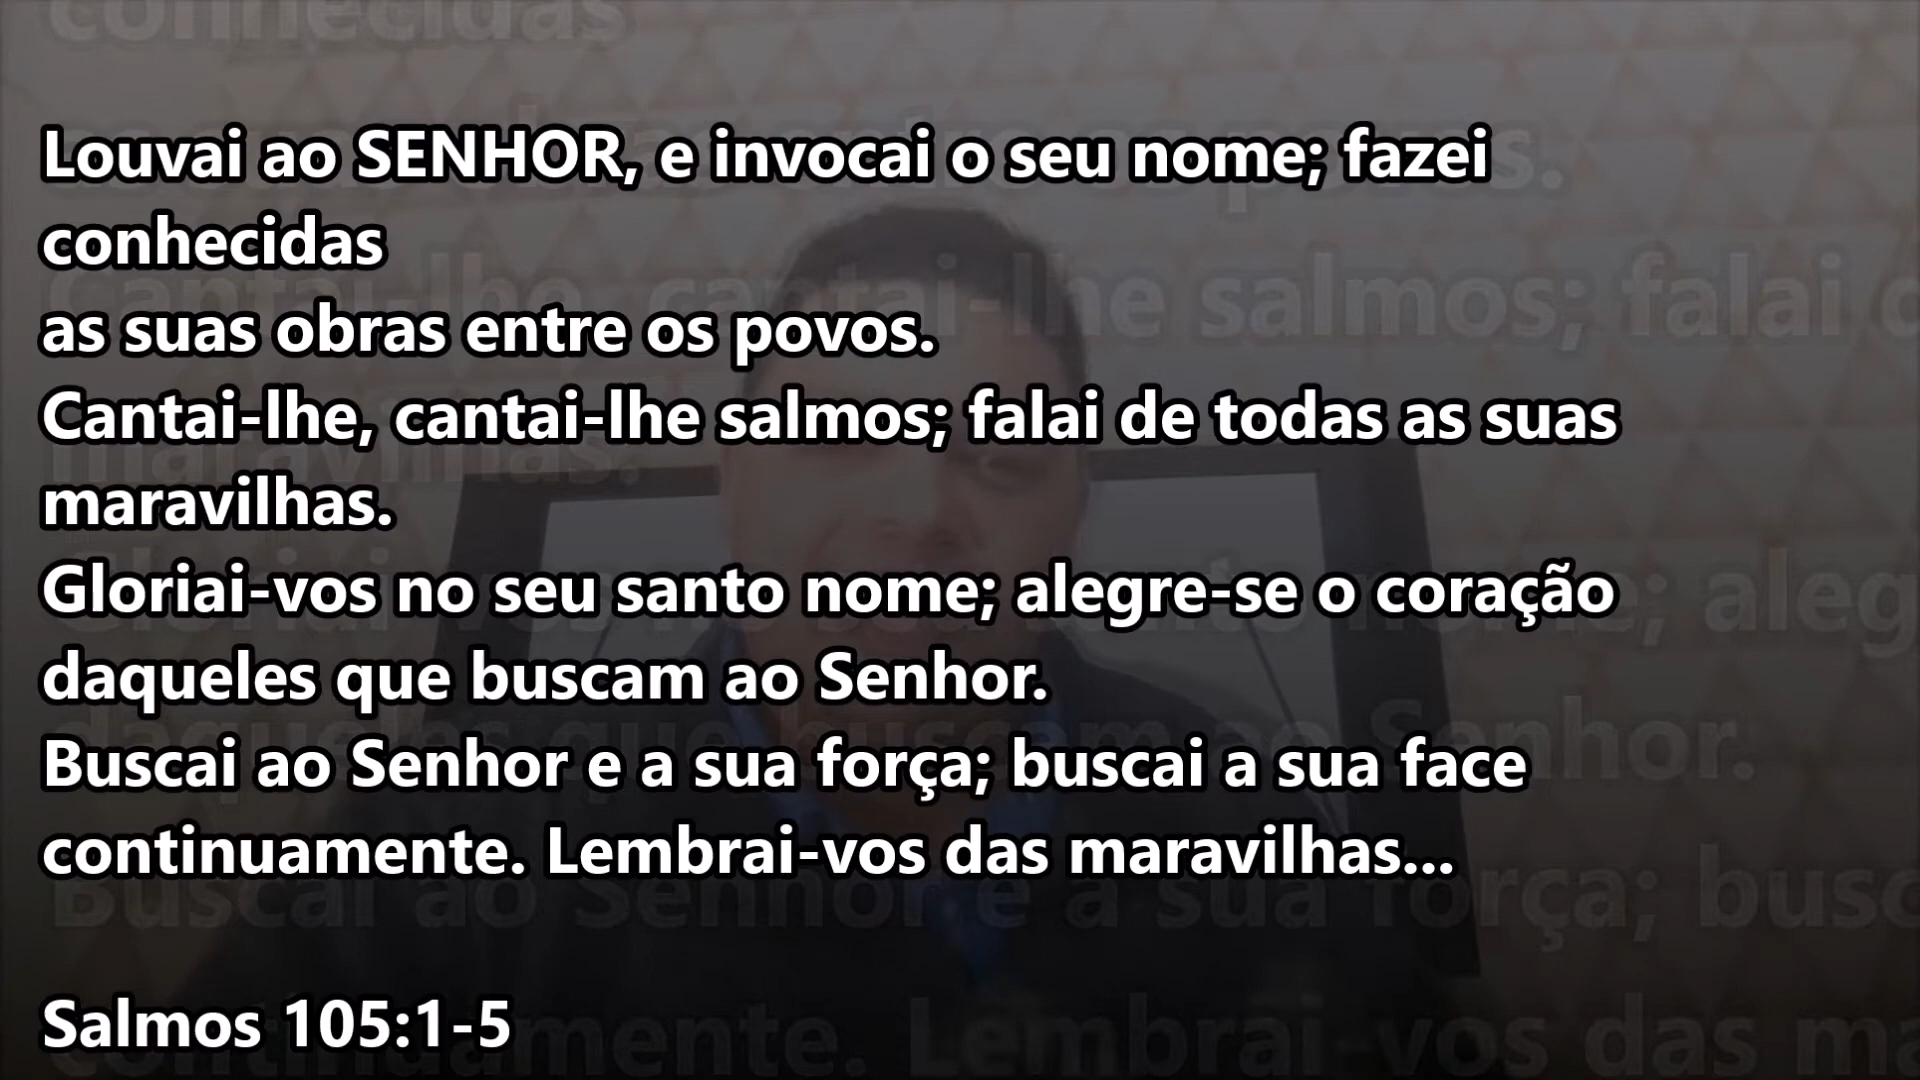 Louvai ao SENHOR, e invocai o seu nome; fazei
conhecidas
as suas obras entre os povos.
Cantai-lhe, cantai-lhe salmos; falai de todas as suas
maravilhas.
Gloriai-vos no seu santo nome; alegre-se o coração
daqueles que buscam ao Senhor.
Buscai ao Senhor e a sua força; buscai a sua face
continuamente. Lembrai-vos das maravilhas...
Salmos 105:1-5